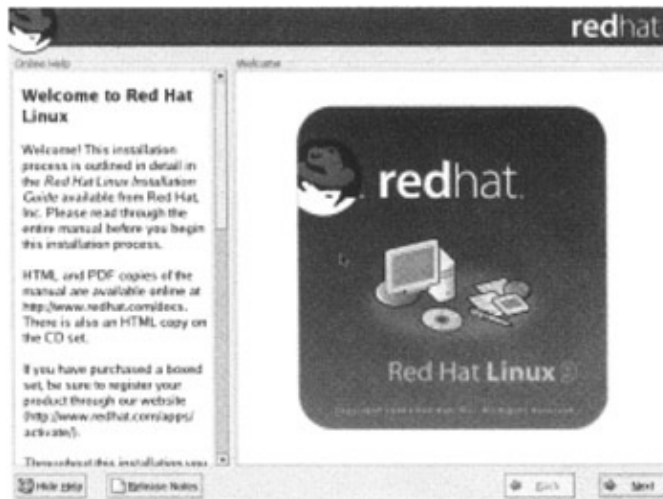 redhat
Online Help
Welcome
Welcome to Red Hat
Linux
Welcome! This installation
process is outlined in detail in
the Red Hat Linux Installation
Guide available from Red Hat,
Inc. Please read through the
entire manual before you begin
this installation process.
HTML and PDF copies of the
manual are available online at
http://www.redhat.com/docs.
There is also an HTML copy on
the CD set.
If you have purchased a boxed
set, be sure to register your
product through our website
(http://www.redhat.com/apps/
activate/).
Throughout this installation, you
redhat.
Red Hat Linux 9
Hide Help
Release Notes
Back
Next